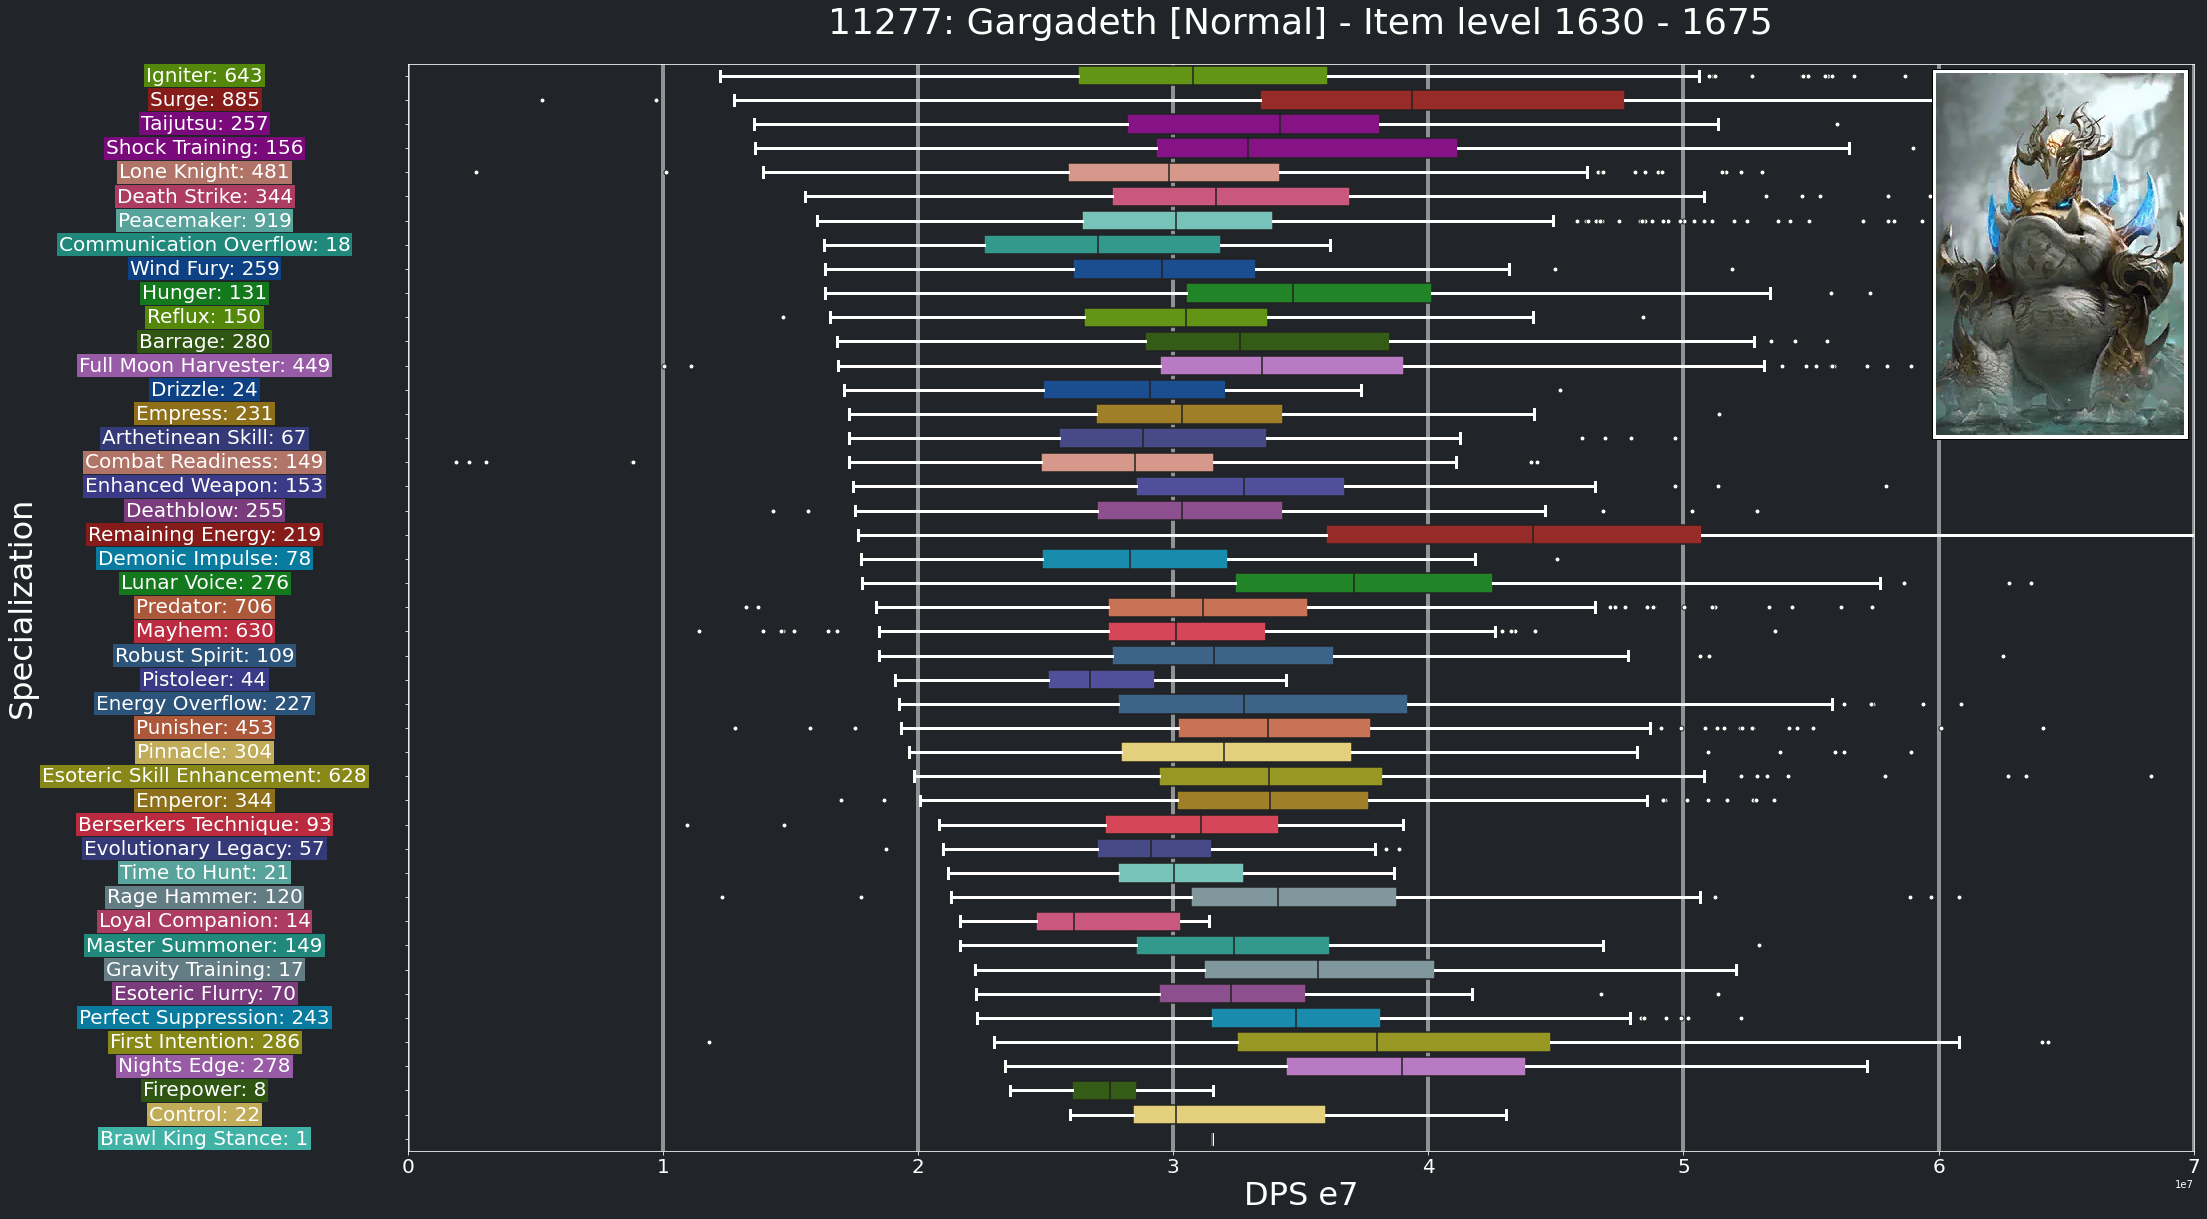 11277: Gargadeth [Normal] - Item level 1630 - 1675
Specialization
Igniter: 643
Surge: 885
Taijutsu: 257
Shock Training: 156
Lone Knight: 481
Death Strike: 344
Peacemaker: 919
Communication Overflow: 18
Wind Fury: 259
Hunger: 131
Reflux: 150
Barrage: 280
Full Moon Harvester: 449
Drizzle: 24
Empress: 231
Arthetinean Skill: 67
Combat Readiness: 149
Enhanced Weapon: 153
Deathblow: 255
Remaining Energy: 219
Demonic Impulse: 78
Lunar Voice: 276
Predator: 706
Mayhem: 630
Robust Spirit: 109
Pistoleer: 44
Energy Overflow: 227
Punisher: 453
Pinnacle: 304
Esoteric Skill Enhancement: 628
Emperor: 344
Berserkers Technique: 93
Evolutionary Legacy: 57
Time to Hunt: 21
Rage Hammer: 120
Loyal Companion: 14
Master Summoner: 149
Gravity Training: 17
Esoteric Flurry: 70
Perfect Suppression: 243
First Intention: 286
Nights Edge: 278
Firepower: 8
Control: 22
Brawl King Stance: 1
0 1 2 3 4 5 6 7
1e7
DPS e7